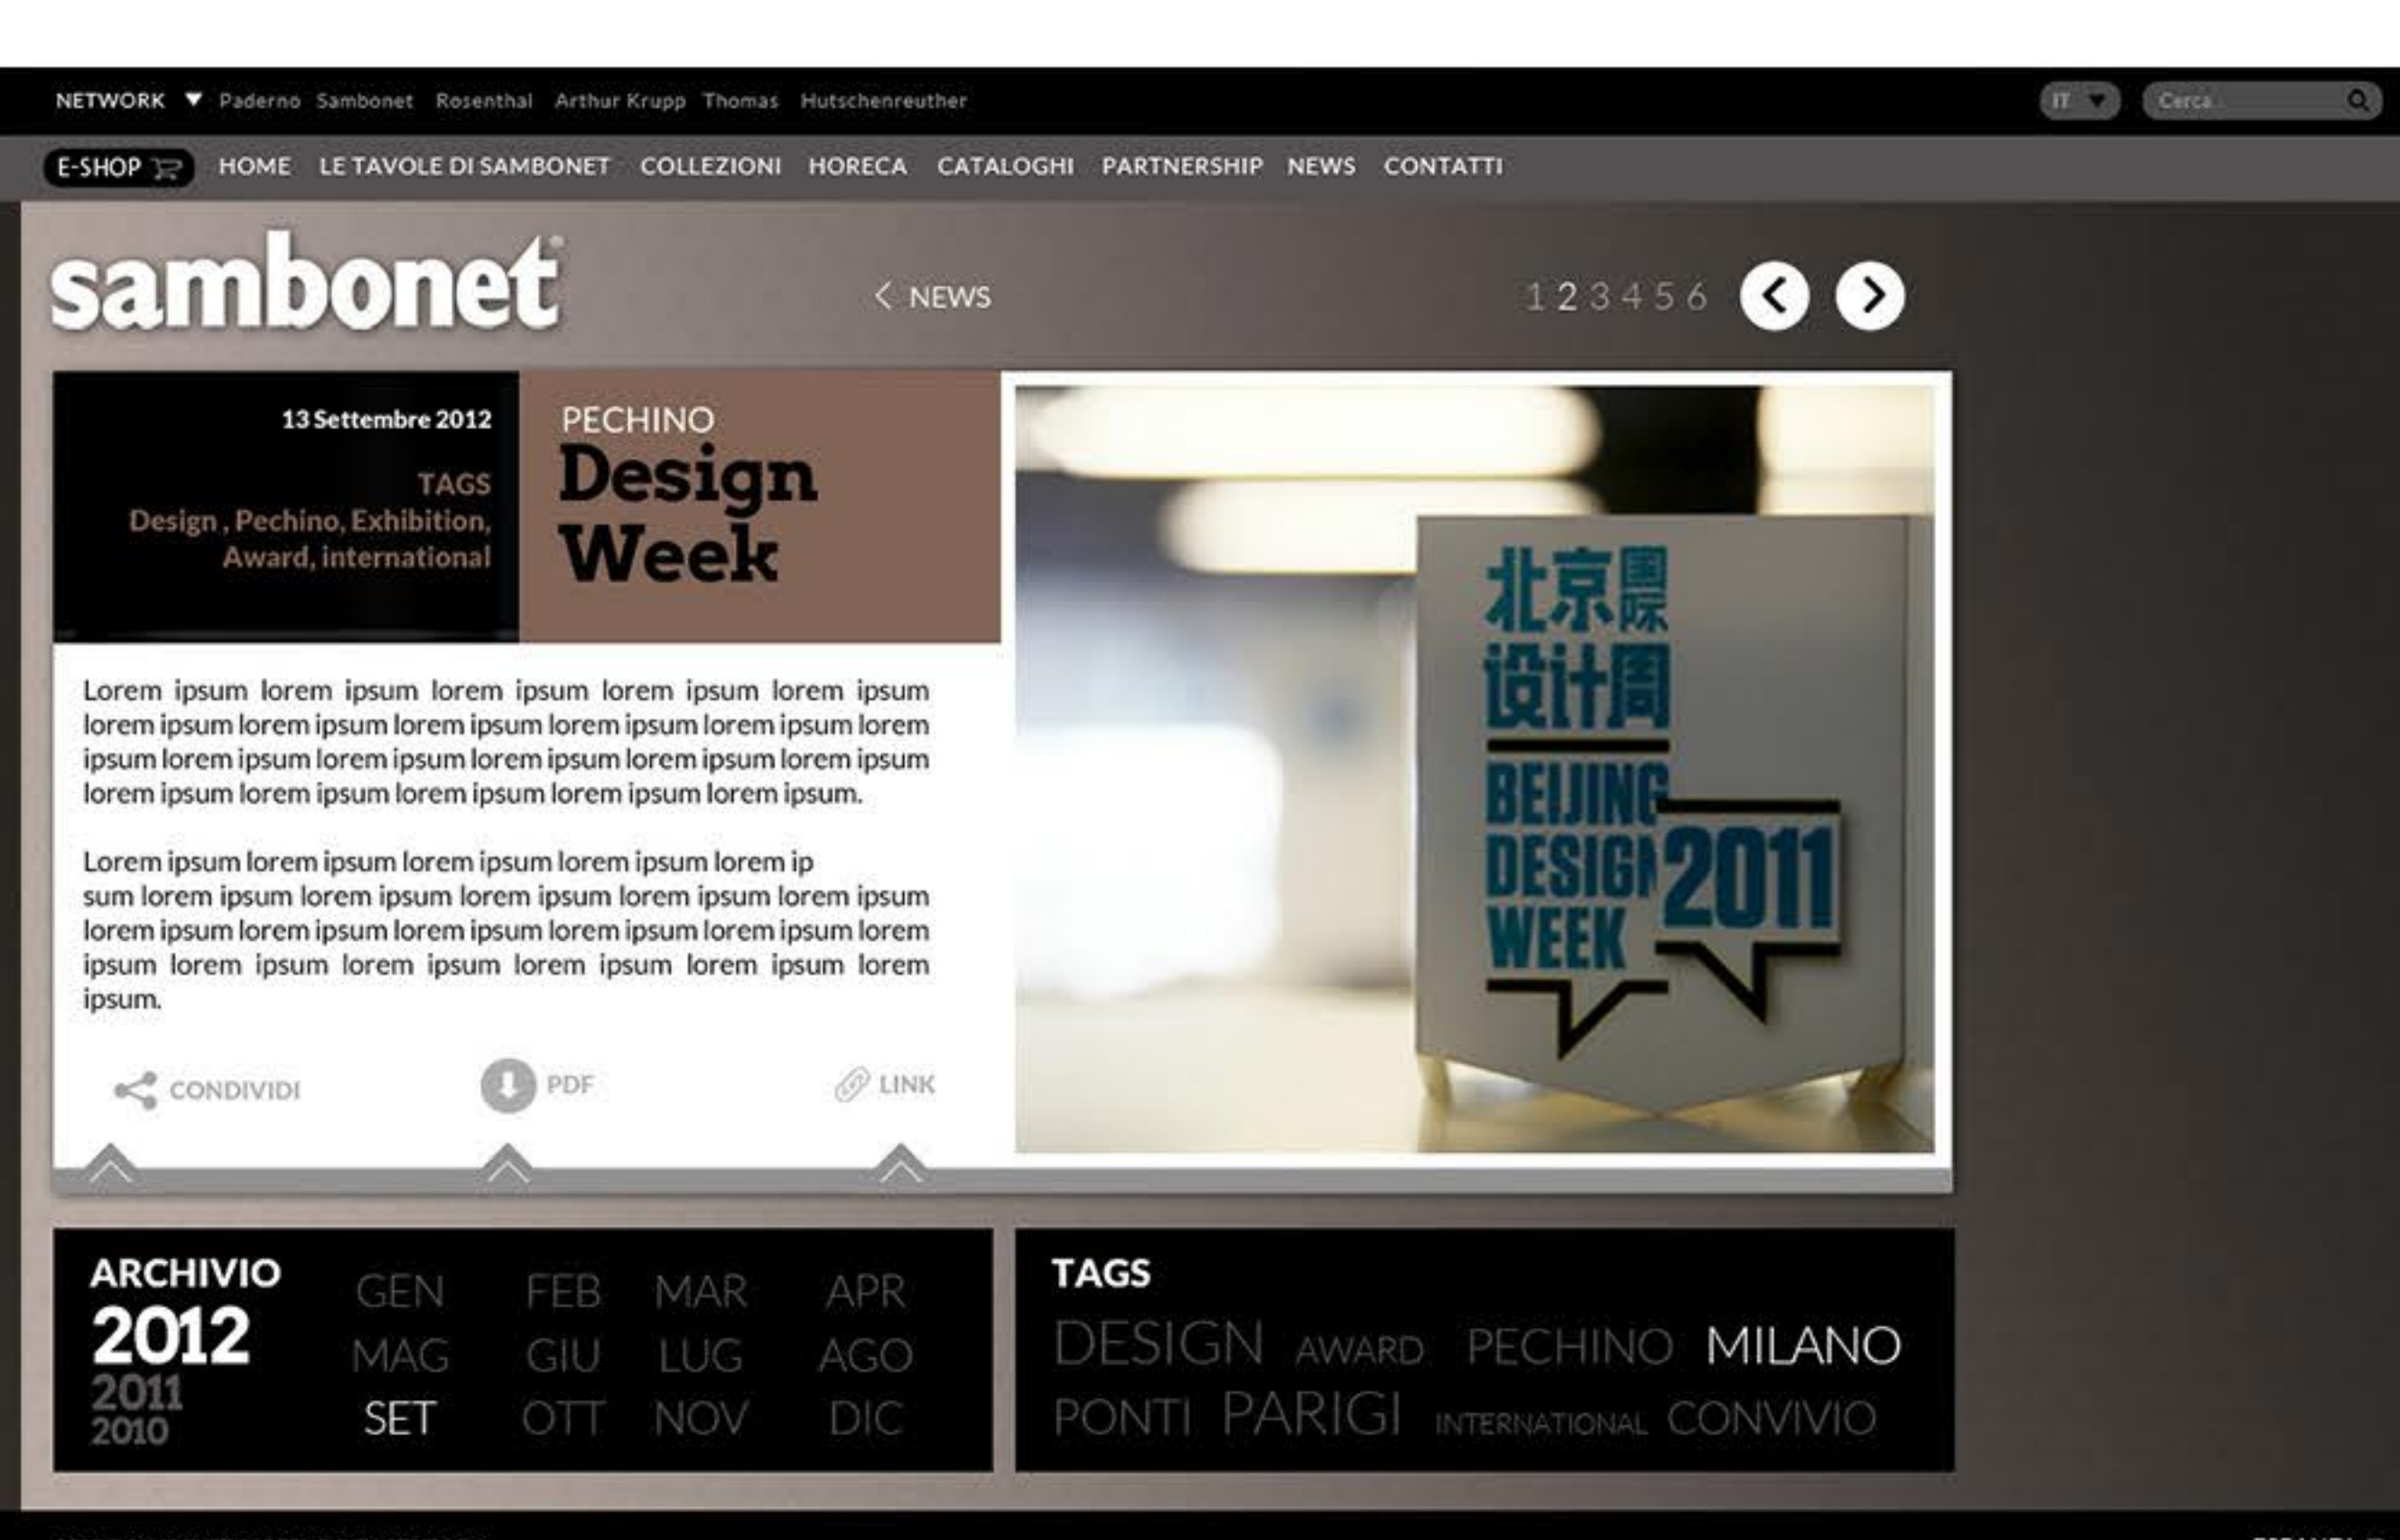 NETWORK ▼ Paderno Sambonet Rosenthal Arthur Krupp Thomas Hutschenreuther IT ▼ Cerca
E-SHOP HOME LE TAVOLE DI SAMBONET COLLEZIONI HORECA CATALOGHI PARTNERSHIP NEWS CONTATTI
sambonet
< NEWS
1 2 3 4 5 6
13 Settembre 2012
TAGS
Design , Pechino, Exhibition,
Award, international
PECHINO
Design
Week
Lorem ipsum lorem ipsum lorem ipsum lorem ipsum lorem ipsum
lorem ipsum lorem ipsum lorem ipsum lorem ipsum lorem ipsum lorem
ipsum lorem ipsum lorem ipsum lorem ipsum lorem ipsum lorem ipsum
lorem ipsum lorem ipsum lorem ipsum lorem ipsum lorem ipsum.
Lorem ipsum lorem ipsum lorem ipsum lorem ipsum lorem ip
sum lorem ipsum lorem ipsum lorem ipsum lorem ipsum lorem ipsum
lorem ipsum lorem ipsum lorem ipsum lorem ipsum lorem ipsum lorem
ipsum lorem ipsum lorem ipsum lorem ipsum lorem ipsum lorem
ipsum.
CONDIVIDI PDF LINK
北京国际
设计周
BEIJING
DESIGN
WEEK
2011
ARCHIVIO
2012
2011
2010
GEN FEB MAR APR
MAG GIU LUG AGO
SET OTT NOV DIC
TAGS
DESIGN AWARD PECHINO MILANO
PONTI PARIGI INTERNATIONAL CONVIVIO